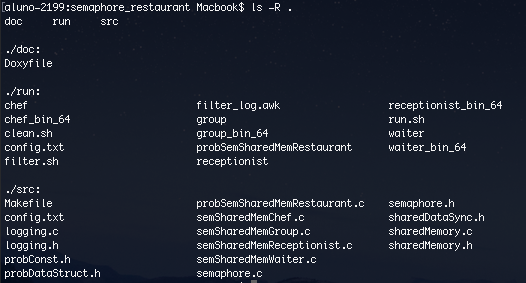 [aluno-2199:semaphore_restaurant Macbook$ ls -R .
doc run src
./doc:
Doxyfile
./run:
chef filter_log.awk receptionist_bin_64
chef_bin_64 group run.sh
clean.sh group_bin_64 waiter
config.txt probSemSharedMemRestaurant waiter_bin_64
filter.sh receptionist
./src:
Makefile probSemSharedMemRestaurant.c semaphore.h
config.txt semSharedMemChef.c sharedDataSync.h
logging.c semSharedMemGroup.c sharedMemory.c
logging.h semSharedMemReceptionist.c sharedMemory.h
probConst.h semSharedMemWaiter.c
probDataStruct.h semaphore.c